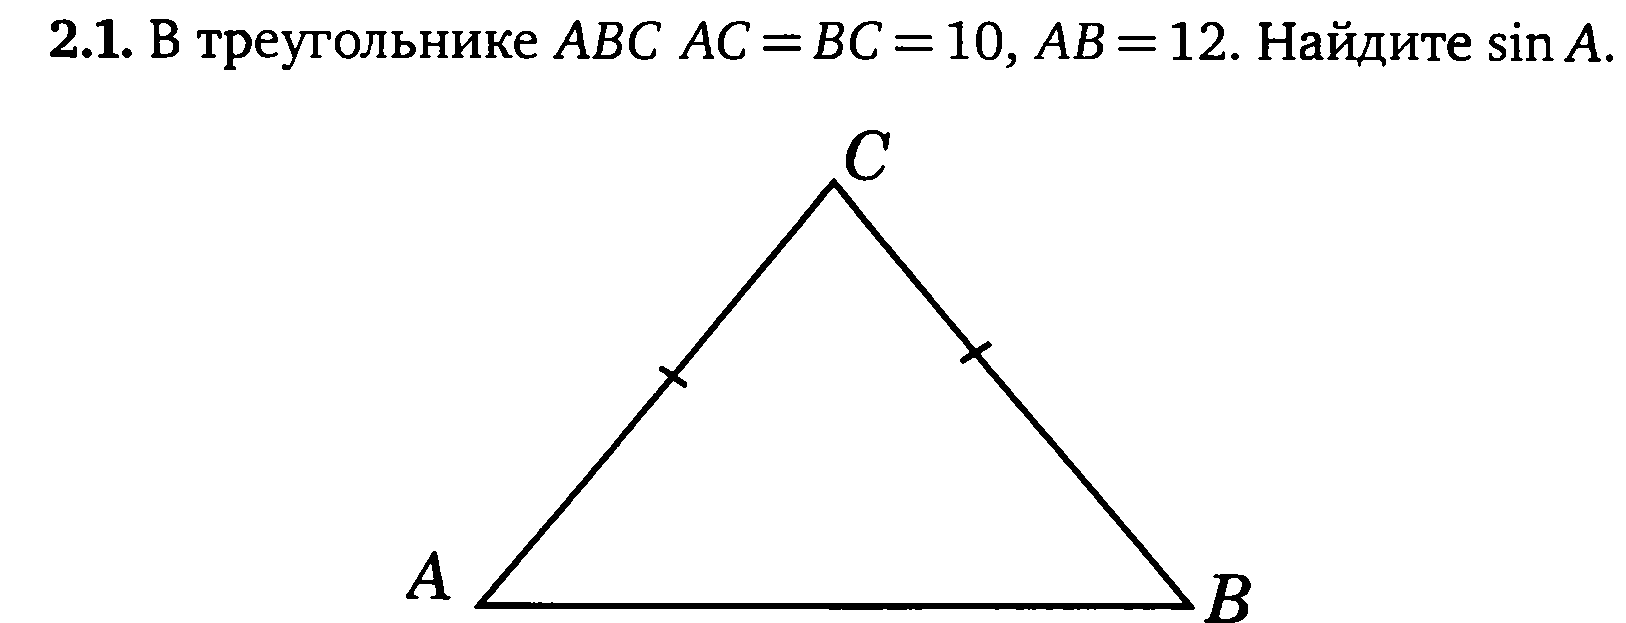 2.1. В треугольнике ABC AC = BC = 10, AB = 12. Найдите sin A.
C
A
B